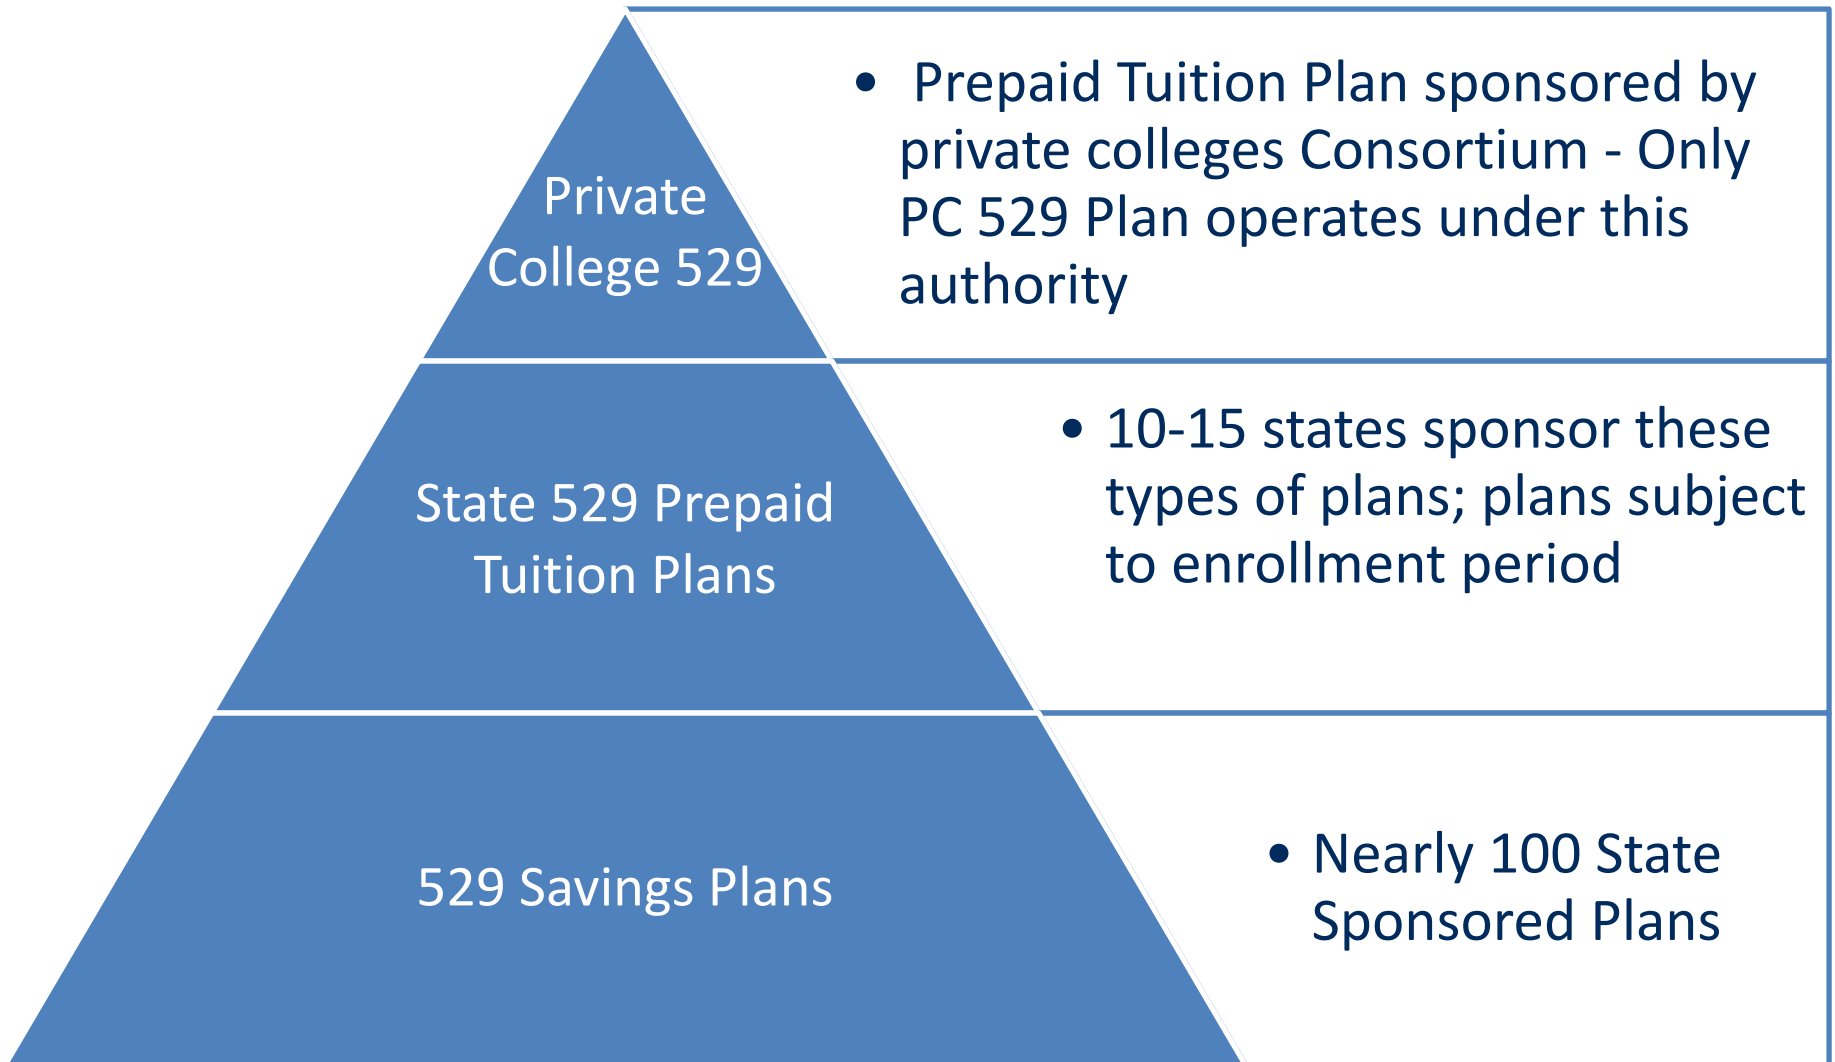 Private
College 529
• Prepaid Tuition Plan sponsored by
private colleges Consortium - Only
PC 529 Plan operates under this
authority
State 529 Prepaid
Tuition Plans
• 10-15 states sponsor these
types of plans; plans subject
to enrollment period
529 Savings Plans
• Nearly 100 State
Sponsored Plans